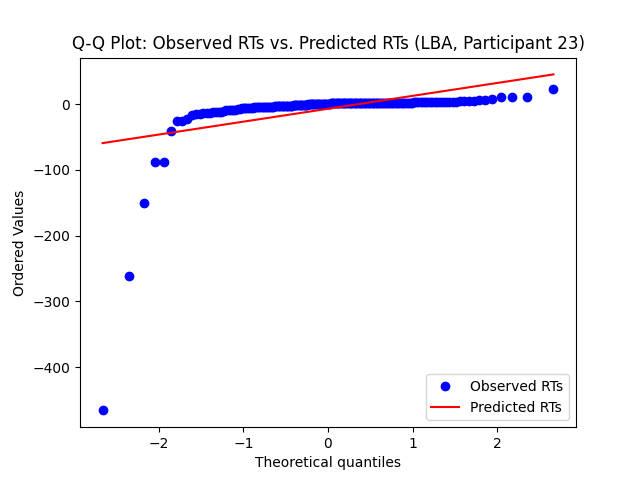 Q-Q Plot: Observed RTs vs. Predicted RTs (LBA, Participant 23)
Ordered Values
0
−100
−200
−300
−400
−2
−1
0
1
2
Theoretical quantiles
Observed RTs
Predicted RTs